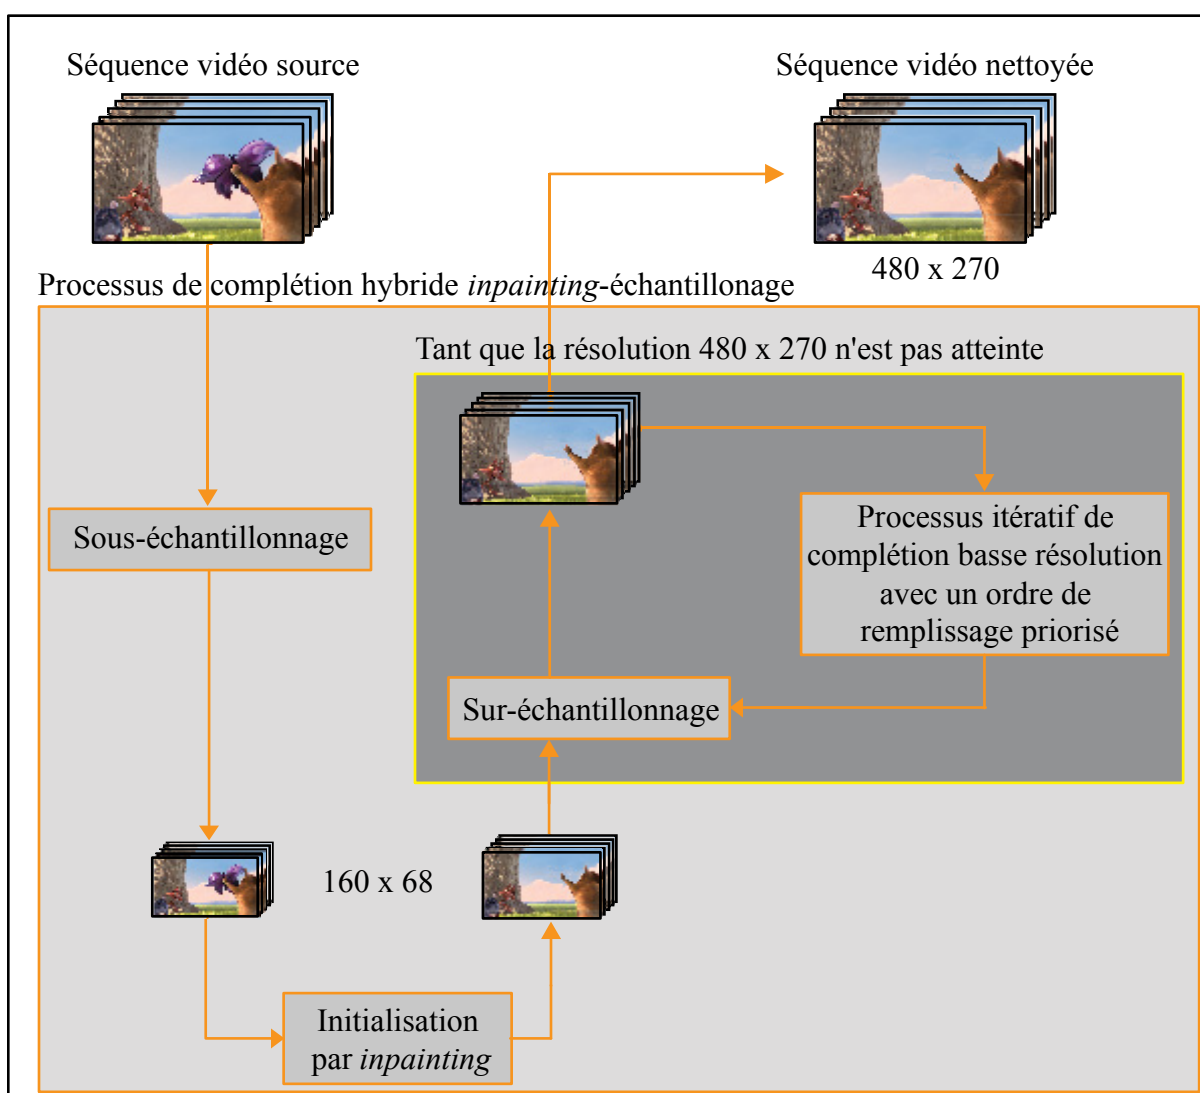 Séquence vidéo source
Séquence vidéo nettoyée
480 x 270
Processus de complétion hybride inpainting-échantillonage
Tant que la résolution 480 x 270 n'est pas atteinte
Sous-échantillonnage
Processus itératif de
complétion basse résolution
avec un ordre de
remplissage priorisé
Sur-échantillonnage
160 x 68
Initialisation
par inpainting